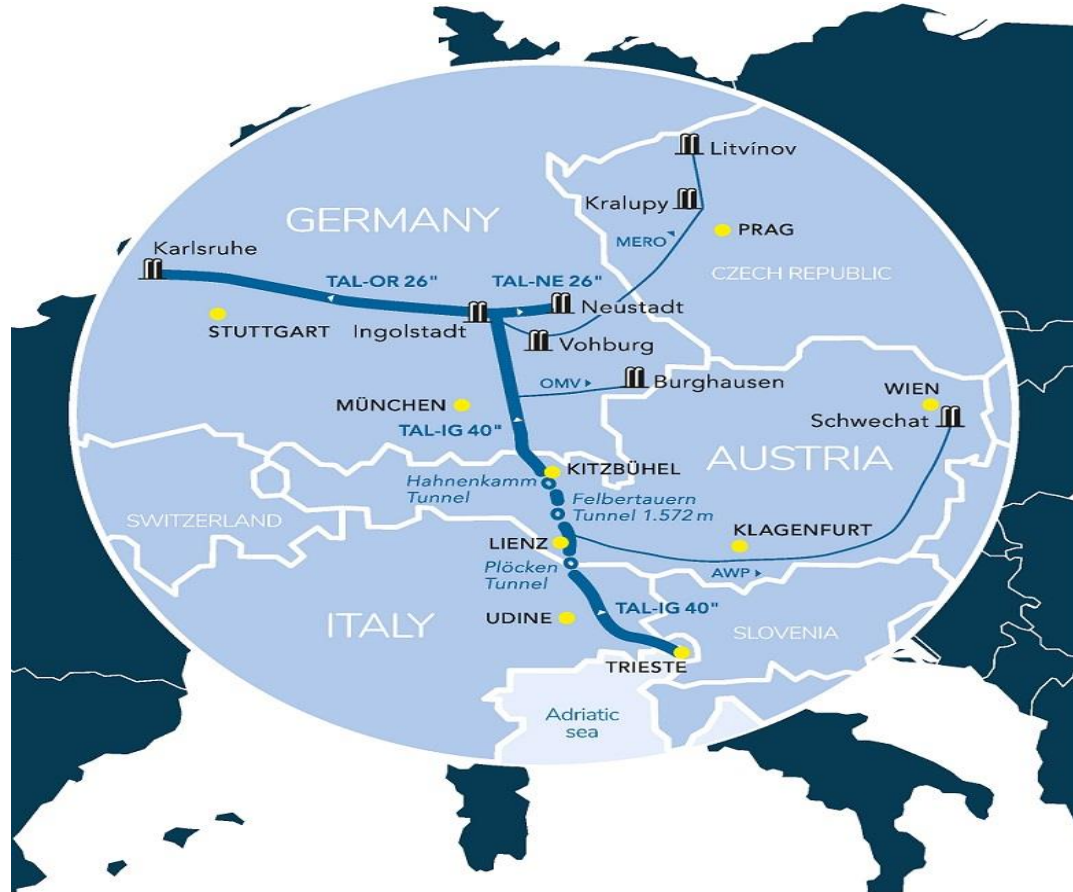 Litvínov
Kralupy
GERMANY
PRAG
MERO
Karlsruhe
CZECH REPUBLIC
TAL-OR 26"
TAL-NE 26"
Neustadt
STUTTGART
Ingolstadt
Vohburg
OMV
Burghausen
WIEN
MÜNCHEN
Schwechat
TAL-IG 40"
AUSTRIA
KITZBÜHEL
Hahnenkamm
Tunnel
Felbertauern
Tunnel 1.572 m
SWITZERLAND
KLAGENFURT
LIENZ
Plöcken
Tunnel
AWP
TAL-IG 40"
ITALY
UDINE
SLOVENIA
TRIESTE
Adriatic
sea